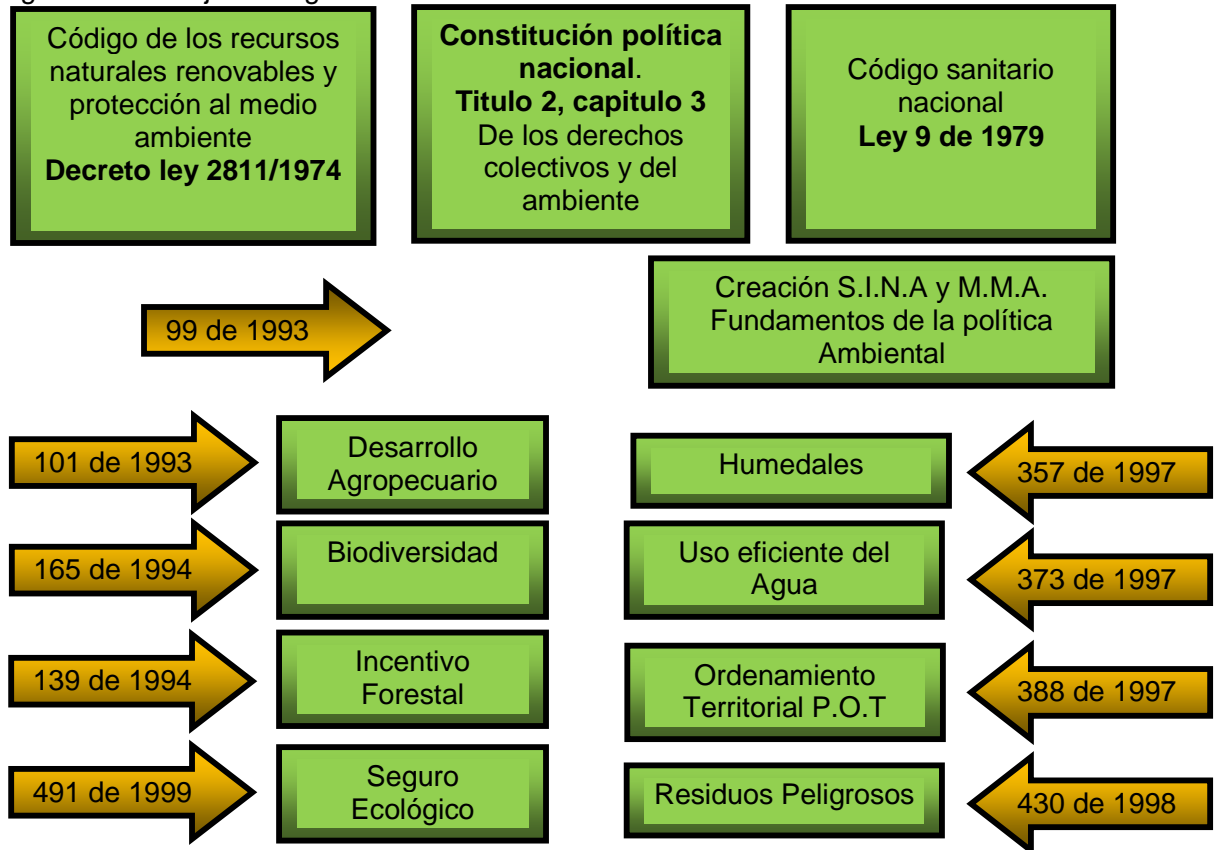 Código de los recursos
naturales renovables y
protección al medio
ambiente
Decreto ley 2811/1974
Constitución política
nacional.
Titulo 2, capitulo 3
De los derechos
colectivos y del
ambiente
Código sanitario
nacional
Ley 9 de 1979
99 de 1993
Creación S.I.N.A y M.M.A.
Fundamentos de la política
Ambiental
101 de 1993
Desarrollo
Agropecuario
Humedales
357 de 1997
165 de 1994
Biodiversidad
Uso eficiente del
Agua
373 de 1997
139 de 1994
Incentivo
Forestal
Ordenamiento
Territorial P.O.T
388 de 1997
491 de 1999
Seguro
Ecológico
Residuos Peligrosos
430 de 1998